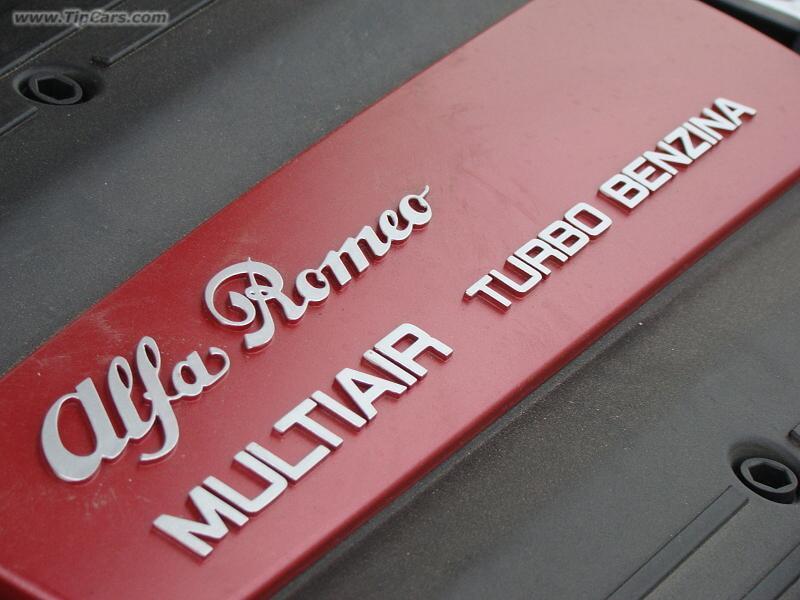 www.TipCars.com
Alfa Romeo
MULTIAIR TURBO BENZINA